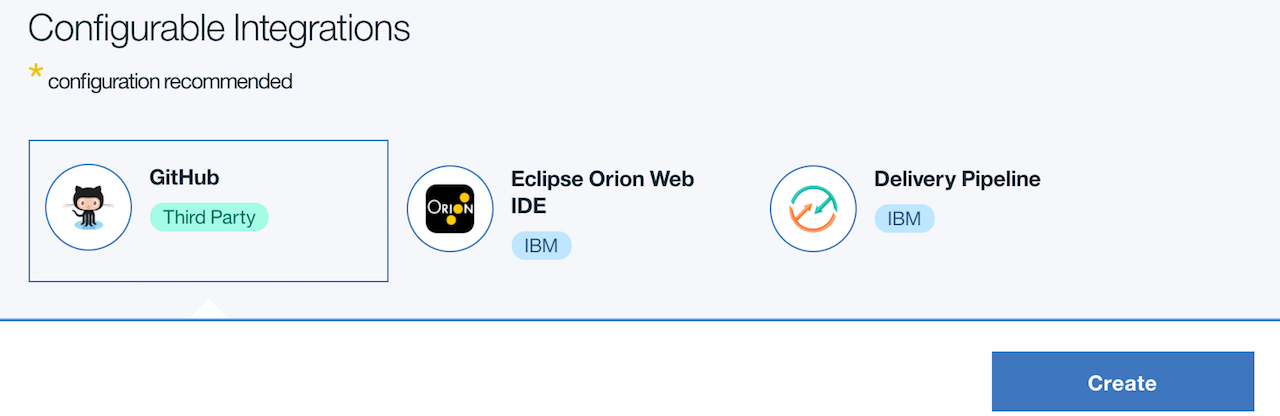 Configurable Integrations
* configuration recommended
GitHub
Third Party
ORION
Eclipse Orion Web
IDE
IBM
Delivery Pipeline
IBM
Create